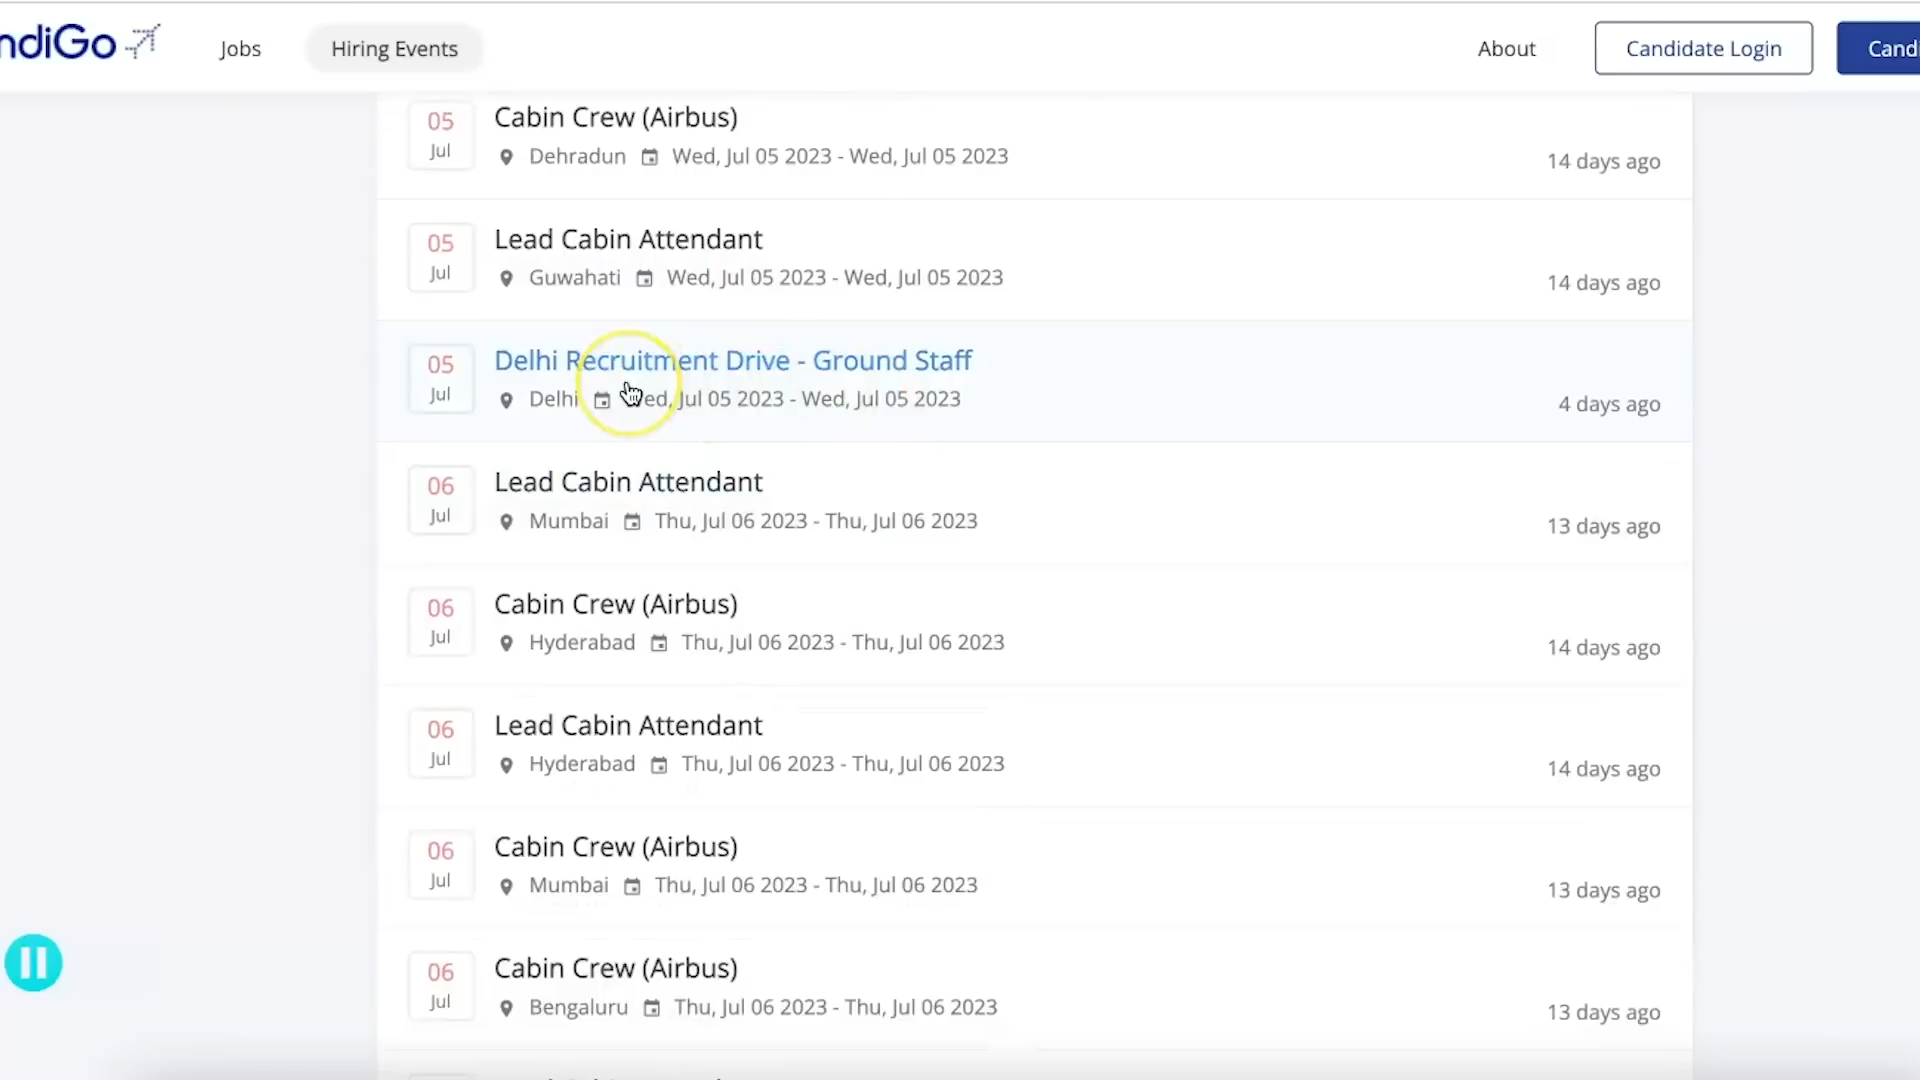 ndiGo
Jobs
Hiring Events
About
Candidate Login
Candi
05
Jul
Cabin Crew (Airbus)
Dehradun Wed, Jul 05 2023 - Wed, Jul 05 2023
14 days ago
05
Jul
Lead Cabin Attendant
Guwahati Wed, Jul 05 2023 - Wed, Jul 05 2023
14 days ago
05
Jul
Delhi Recruitment Drive - Ground Staff
Delhi Wed, Jul 05 2023 - Wed, Jul 05 2023
4 days ago
06
Jul
Lead Cabin Attendant
Mumbai Thu, Jul 06 2023 - Thu, Jul 06 2023
13 days ago
06
Jul
Cabin Crew (Airbus)
Hyderabad Thu, Jul 06 2023 - Thu, Jul 06 2023
14 days ago
06
Jul
Lead Cabin Attendant
Hyderabad Thu, Jul 06 2023 - Thu, Jul 06 2023
14 days ago
06
Jul
Cabin Crew (Airbus)
Mumbai Thu, Jul 06 2023 - Thu, Jul 06 2023
13 days ago
06
Jul
Cabin Crew (Airbus)
Bengaluru Thu, Jul 06 2023 - Thu, Jul 06 2023
13 days ago